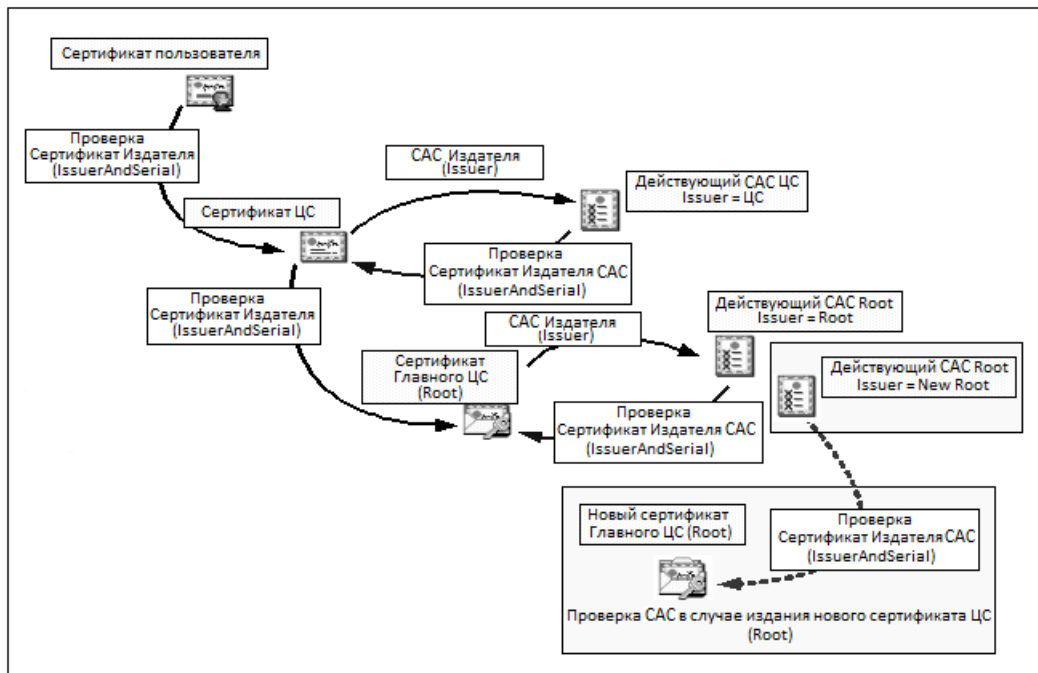 Сертификат пользователя
Проверка
Сертификат Издателя
(IssuerAndSerial)
САС Издателя
(Issuer)
Действующий САС ЦС
Issuer = ЦС
Сертификат ЦС
Проверка
Сертификат Издателя САС
(IssuerAndSerial)
Проверка
Сертификат Издателя
(IssuerAndSerial)
САС Издателя
(Issuer)
Действующий САС Root
Issuer = Root
Сертификат
Главного ЦС
(Root)
Действующий САС Root
Issuer = New Root
Проверка
Сертификат Издателя САС
(IssuerAndSerial)
Новый сертификат
Главного ЦС (Root)
Проверка
Сертификат Издателя САС
(IssuerAndSerial)
Проверка САС в случае издания нового сертификата ЦС
(Root)